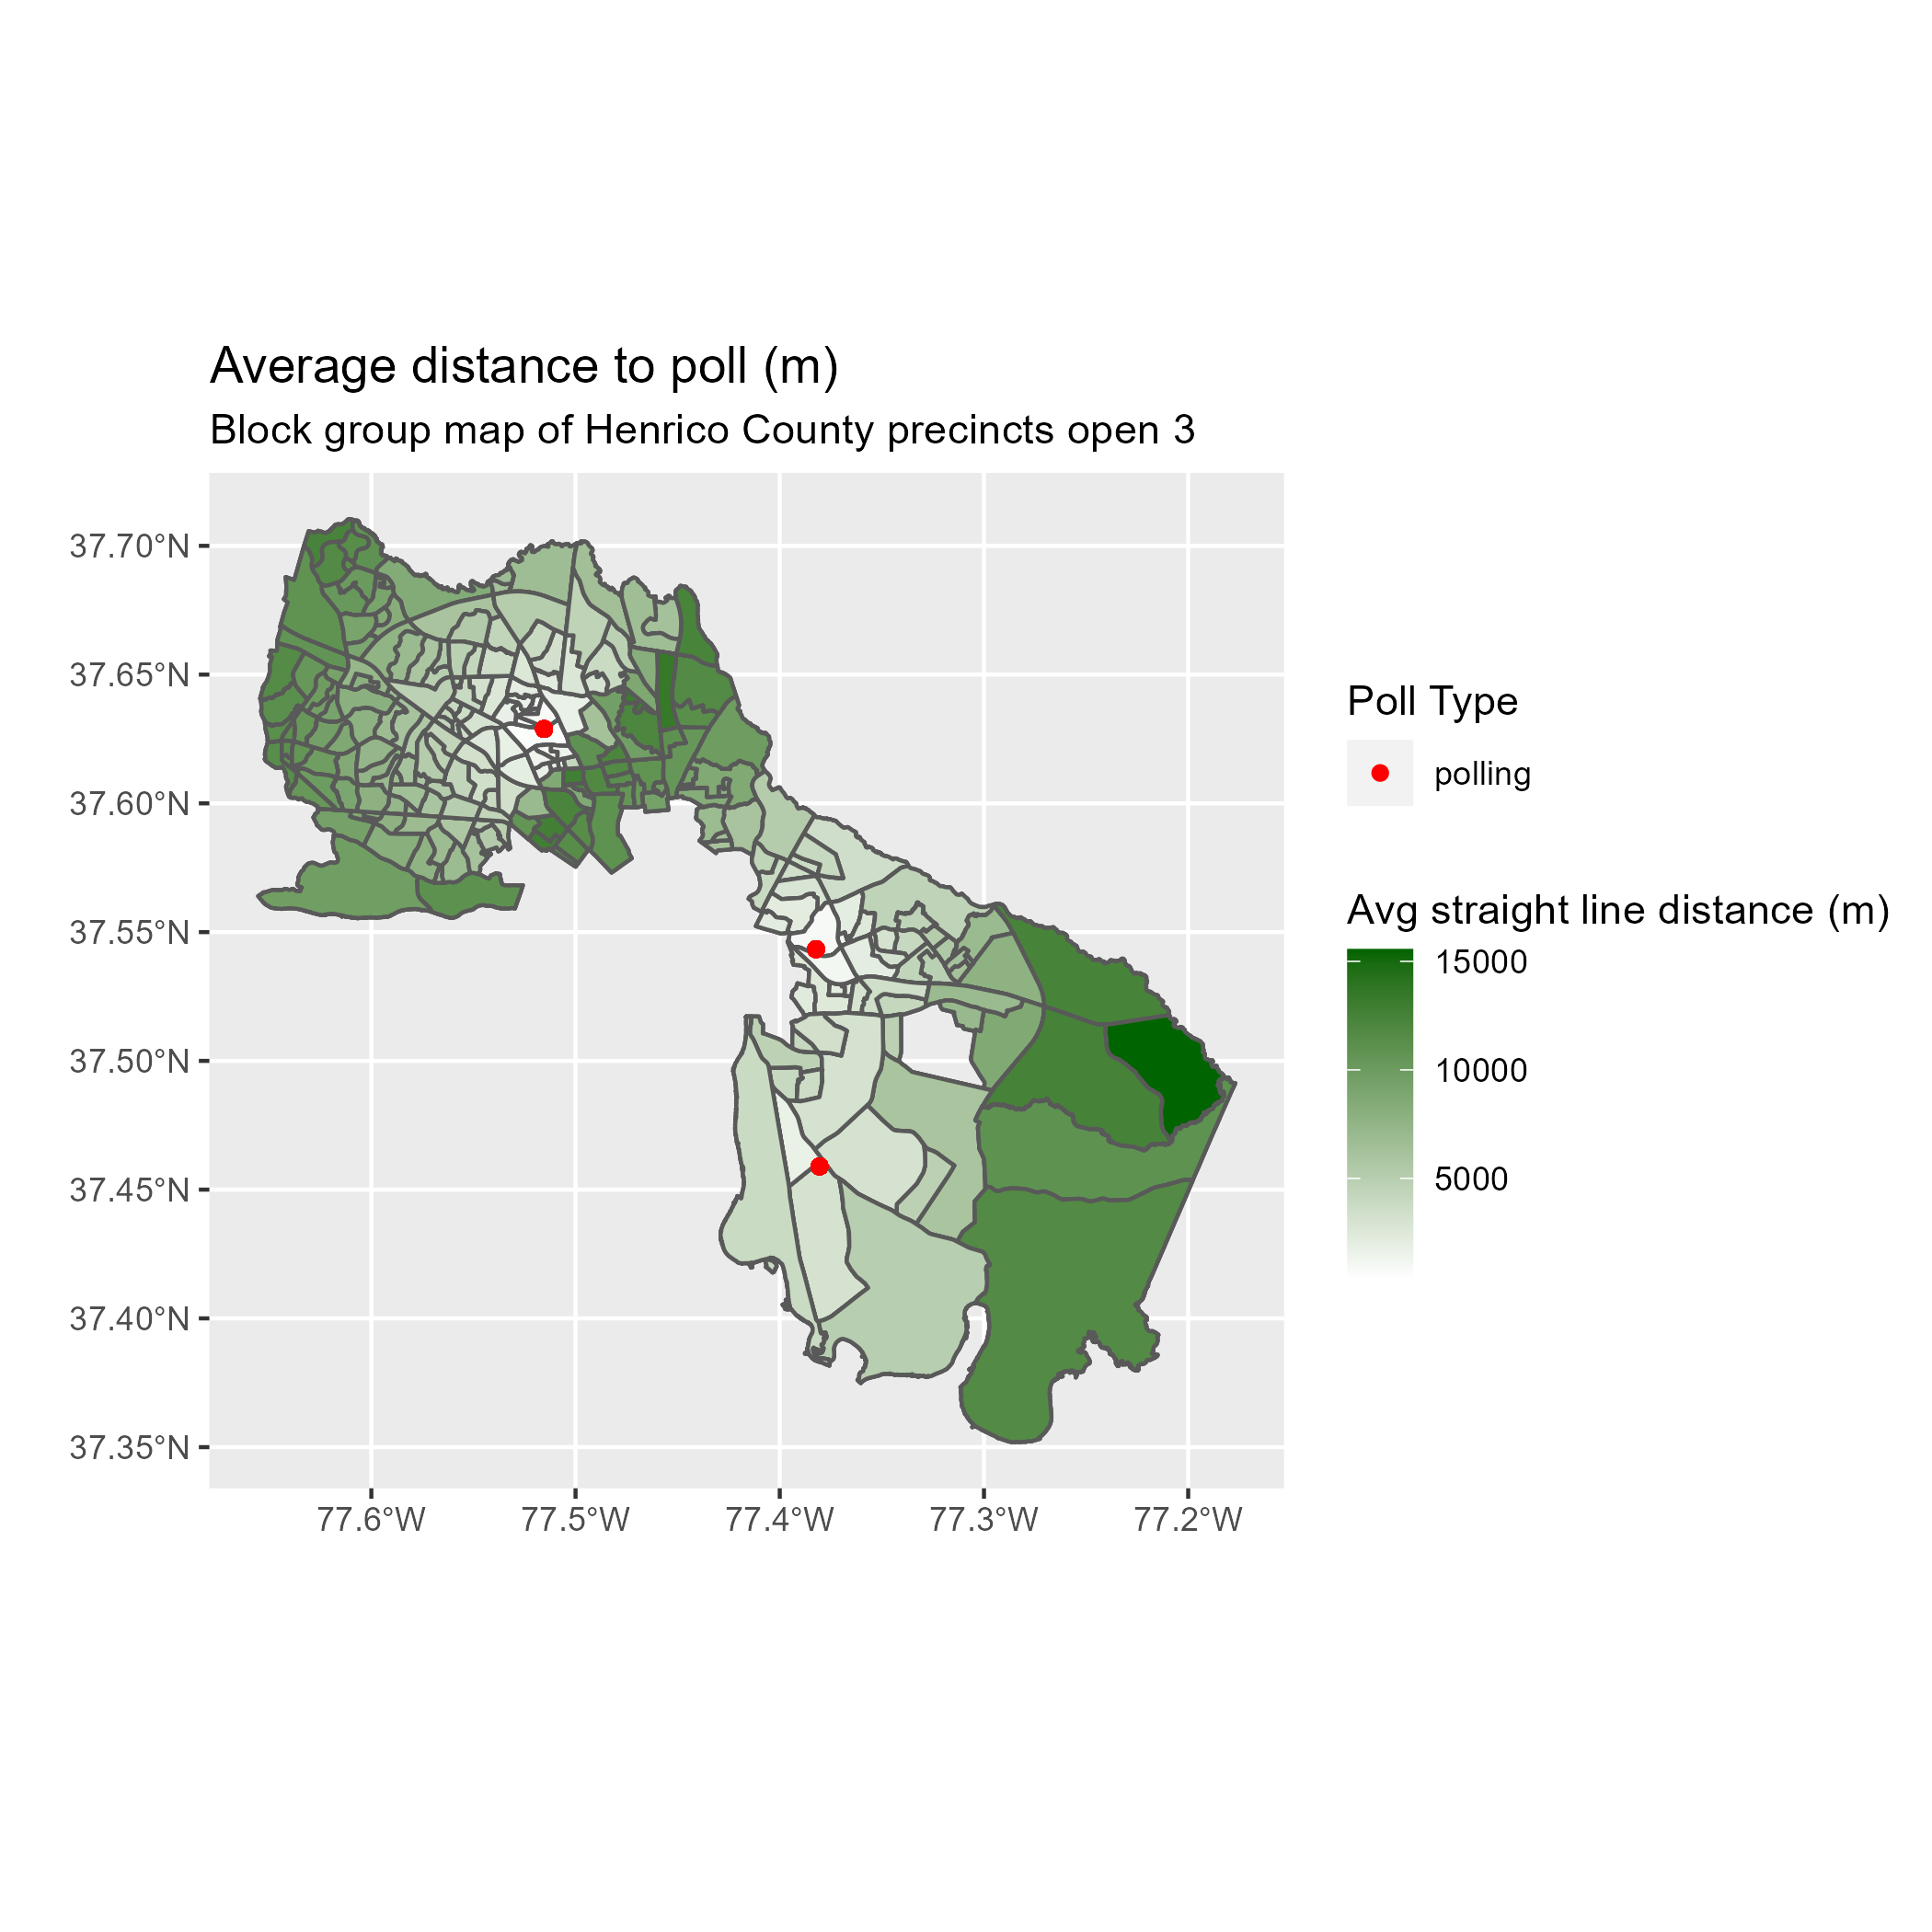 Average distance to poll (m)
Block group map of Henrico County precincts open 3
37.70°N
37.65°N
37.60°N
37.55°N
37.50°N
37.45°N
37.40°N
37.35°N
77.6°W
77.5°W
77.4°W
77.3°W
77.2°W
Poll Type
polling
Avg straight line distance (m)
15000
10000
5000